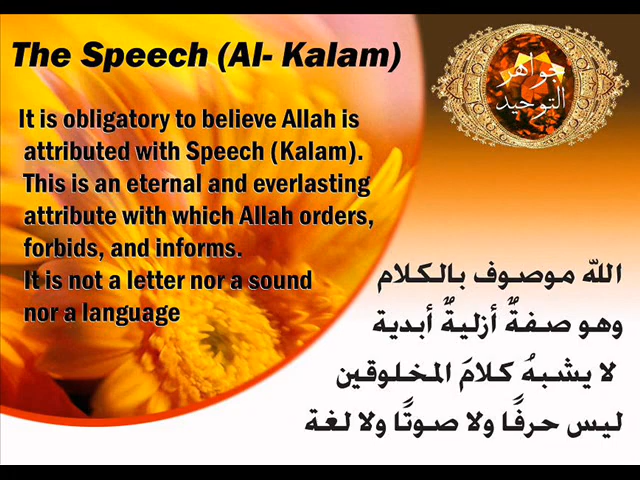 The Speech (Al- Kalam)
جواهر
التوحيد
It is obligatory to believe Allah is
attributed with Speech (Kalam).
This is an eternal and everlasting
attribute with which Allah orders,
forbids, and informs.
It is not a letter nor a sound
nor a language
الله موصوف بالكلام
وهو صفةٌ أزليةٌ أبدية
لا يشبهُ كلامَ المخلوقين
ليس حرفًا ولا صوتًا ولا لغة